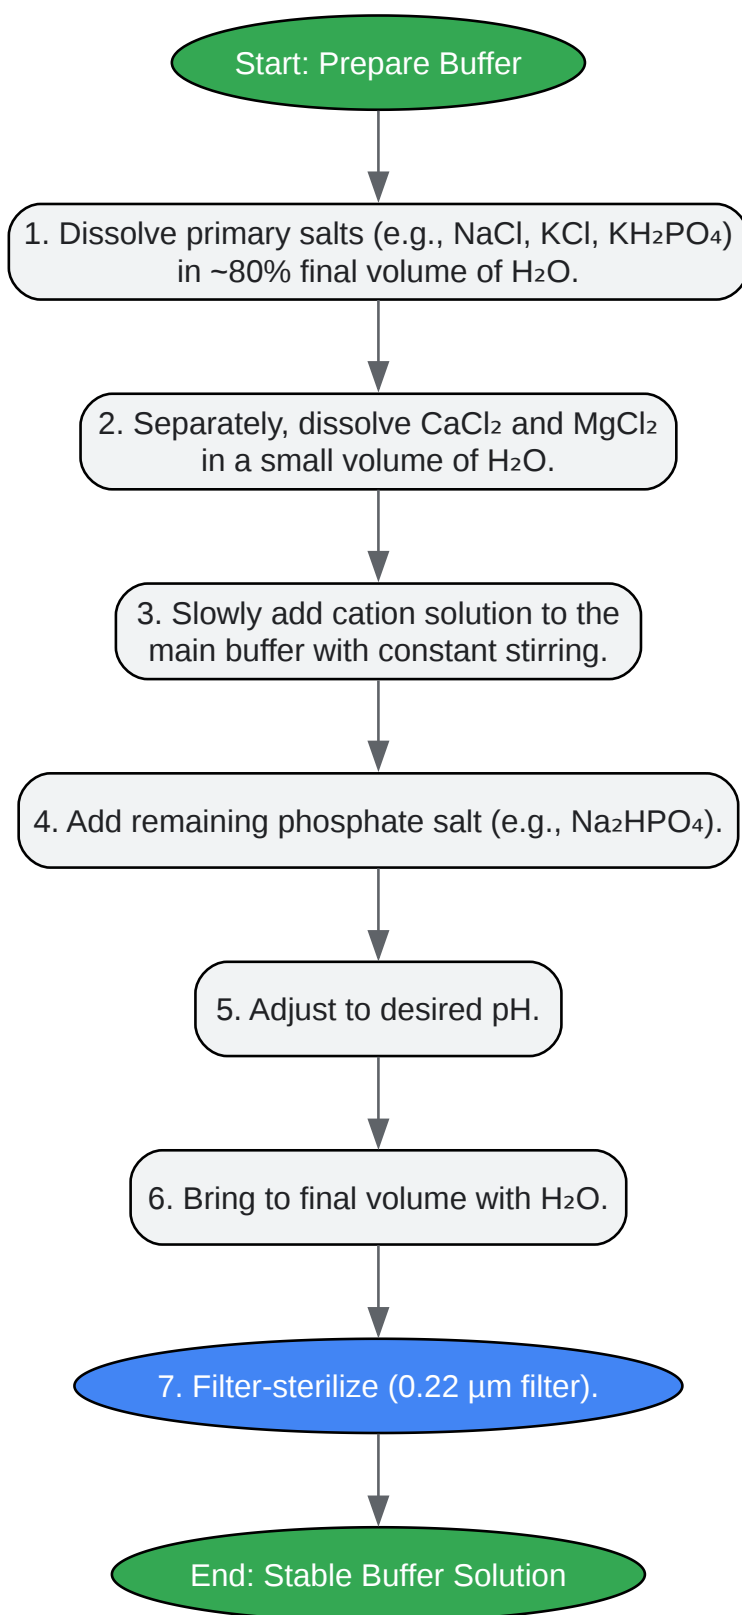 Start: Prepare Buffer
1. Dissolve primary salts (e.g., NaCl, KCl, KH₂PO₄)
in ~80% final volume of H₂O.
2. Separately, dissolve CaCl₂ and MgCl₂
in a small volume of H₂O.
3. Slowly add cation solution to the
main buffer with constant stirring.
4. Add remaining phosphate salt (e.g., Na₂HPO₄).
5. Adjust to desired pH.
6. Bring to final volume with H₂O.
7. Filter-sterilize (0.22 µm filter).
End: Stable Buffer Solution